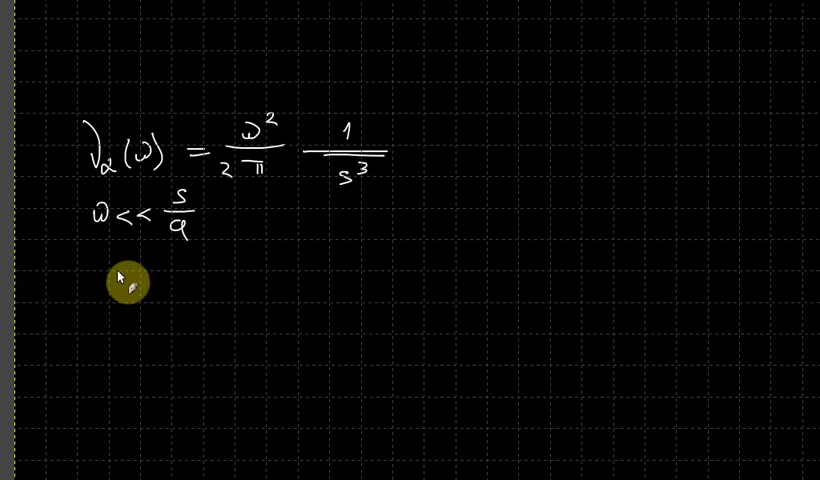 ν_α(ω) = ω² / 2π 1 / s³
ω << s / a